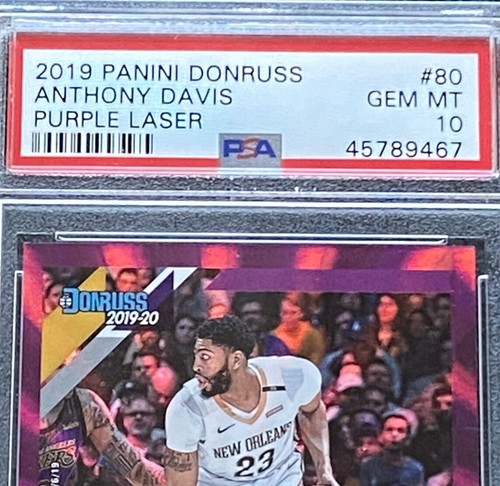 2019 PANINI DONRUSS #80
ANTHONY DAVIS GEM MT
PURPLE LASER 10
PSA 45789467
DONRUSS
2019-20
NEW ORLEANS
23